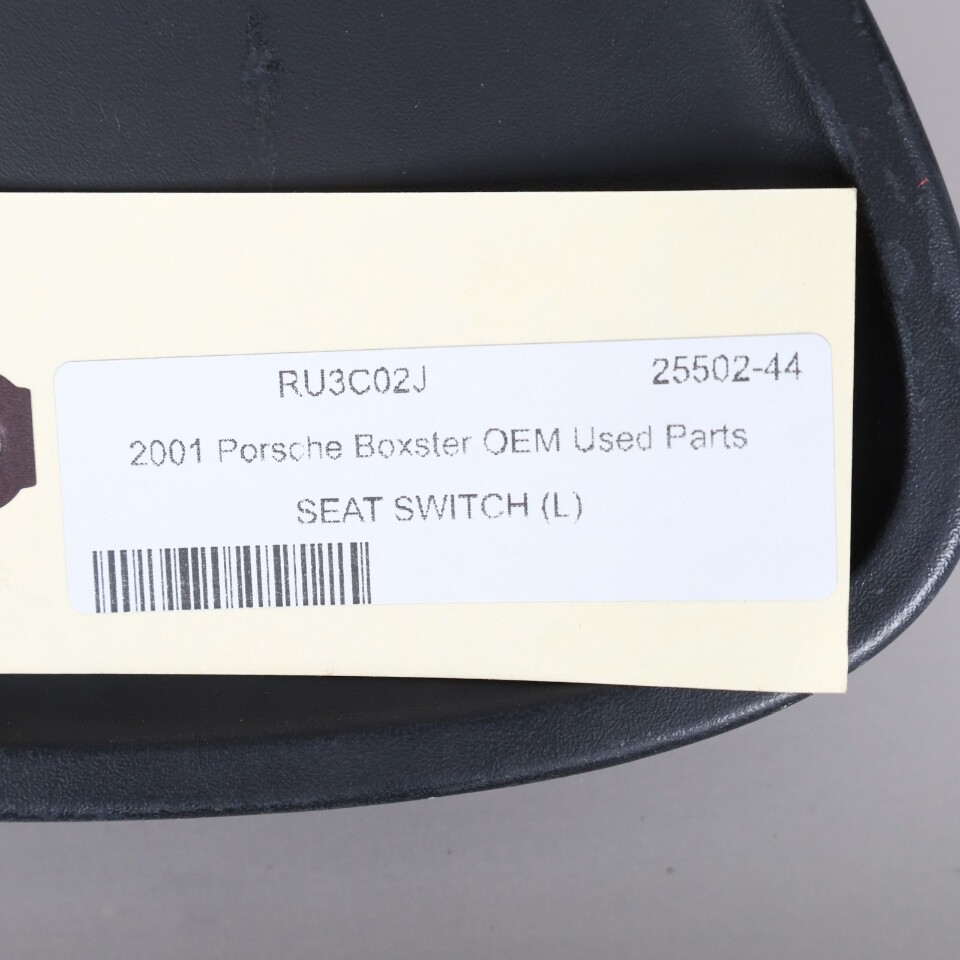 RU3C02J 25502-44
2001 Porsche Boxster OEM Used Parts
SEAT SWITCH (L)